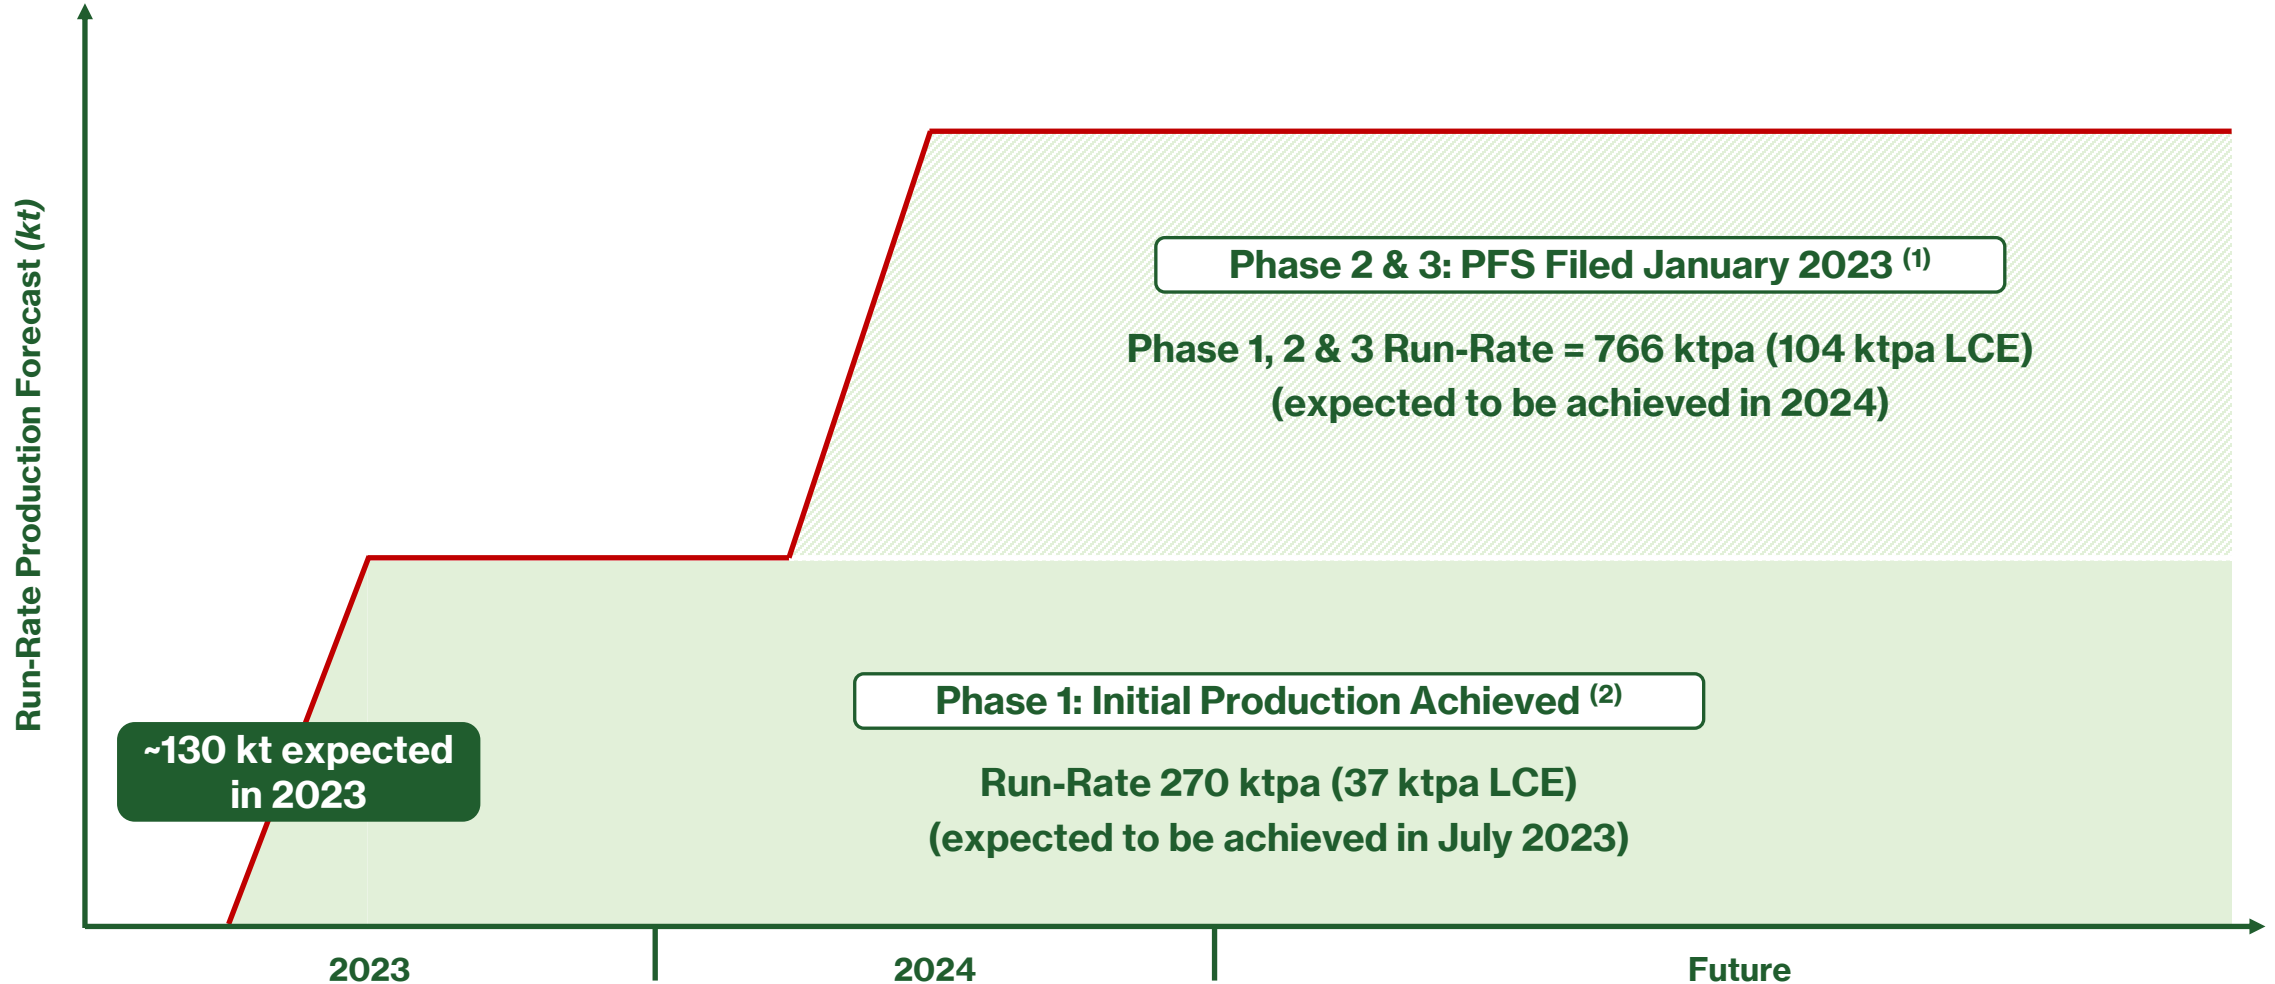 Run-Rate Production Forecast (kt)
Phase 2 & 3: PFS Filed January 2023 (1)
Phase 1, 2 & 3 Run-Rate = 766 ktpa (104 ktpa LCE)
(expected to be achieved in 2024)
Phase 1: Initial Production Achieved (2)
Run-Rate 270 ktpa (37 ktpa LCE)
(expected to be achieved in July 2023)
~130 kt expected
in 2023
2023
2024
Future